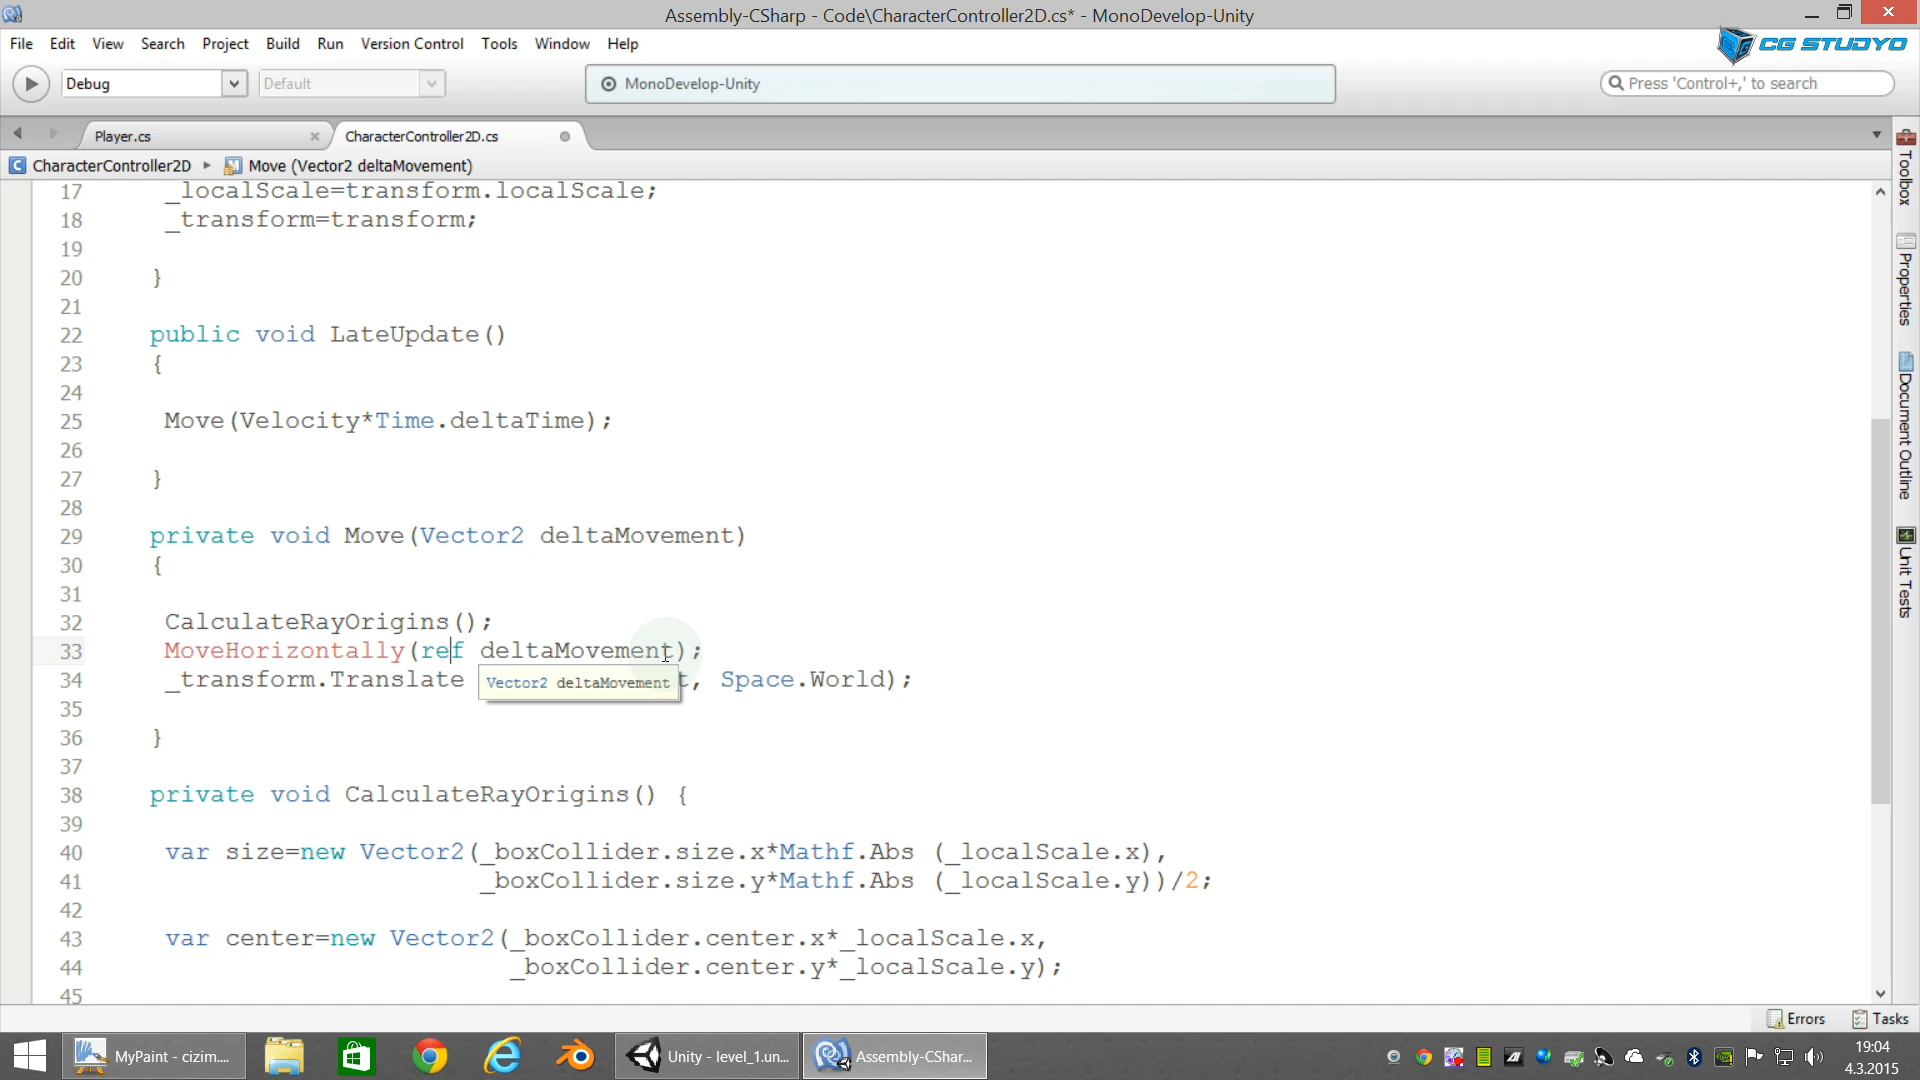 Assembly-CSharp - Code\CharacterController2D.cs* - MonoDevelop-Unity
File Edit View Search Project Build Run Version Control Tools Window Help
CG STUDYO
Debug Default MonoDevelop-Unity Press 'Control+,' to search
Player.cs CharacterController2D.cs
CharacterController2D Move (Vector2 deltaMovement)
Toolbox
Properties
Document Outline
Unit Tests
17 _localScale=transform.localScale;
18 _transform=transform;
19
20 }
21
22 public void LateUpdate()
23 {
24
25 Move(Velocity*Time.deltaTime);
26
27 }
28
29 private void Move(Vector2 deltaMovement)
30 {
31
32 CalculateRayOrigins();
33 MoveHorizontally(ref deltaMovement);
34 _transform.Translate t, Space.World);
Vector2 deltaMovement
35
36 }
37
38 private void CalculateRayOrigins() {
39
40 var size=new Vector2(_boxCollider.size.x*Mathf.Abs (_localScale.x),
41 _boxCollider.size.y*Mathf.Abs (_localScale.y))/2;
42
43 var center=new Vector2(_boxCollider.center.x*_localScale.x,
44 _boxCollider.center.y*_localScale.y);
45
Errors Tasks
MyPaint - cizim.... Unity - level_1.un... Assembly-CShar...
19:04
4.3.2015